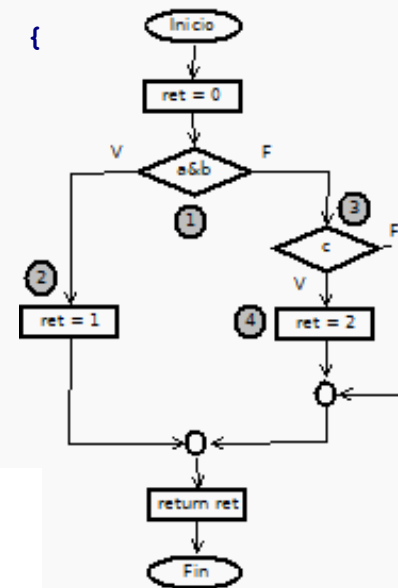 {
Inicio
ret = 0
V
F
a&b
1
3
c
F
2
V
ret = 1
4
ret = 2
return ret
Fin